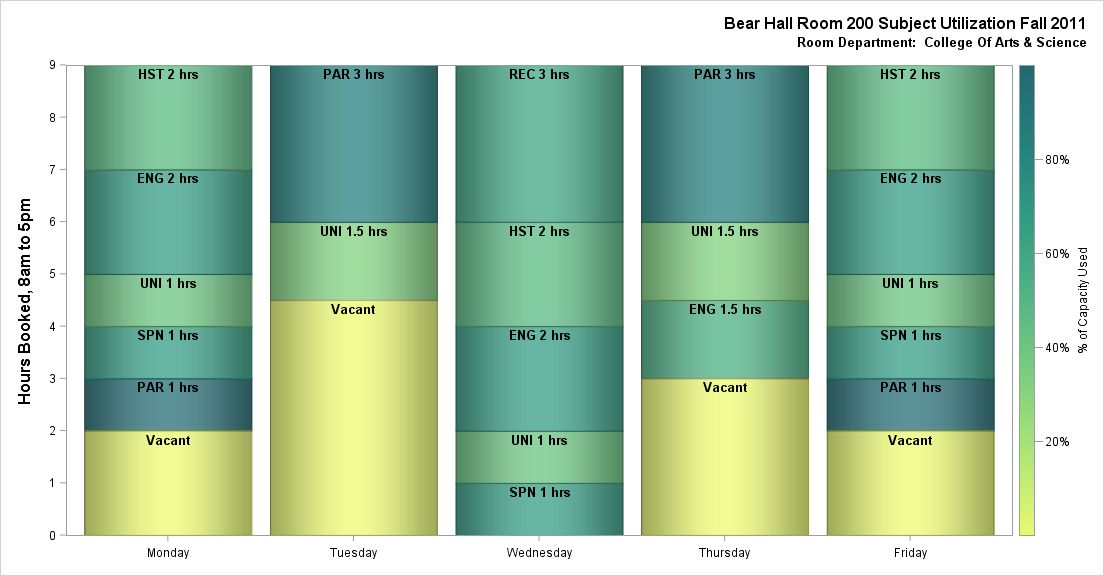 Bear Hall Room 200 Subject Utilization Fall 2011
Room Department:  College Of Arts & Science
Hours Booked, 8am to 5pm
9
8
7
6
5
4
3
2
1
0
HST 2 hrs
ENG 2 hrs
UNI 1 hrs
SPN 1 hrs
PAR 1 hrs
Vacant
PAR 3 hrs
UNI 1.5 hrs
Vacant
REC 3 hrs
HST 2 hrs
ENG 2 hrs
UNI 1 hrs
SPN 1 hrs
PAR 3 hrs
UNI 1.5 hrs
ENG 1.5 hrs
Vacant
HST 2 hrs
ENG 2 hrs
UNI 1 hrs
SPN 1 hrs
PAR 1 hrs
Vacant
Monday
Tuesday
Wednesday
Thursday
Friday
80%
60%
40%
20%
% of Capacity Used